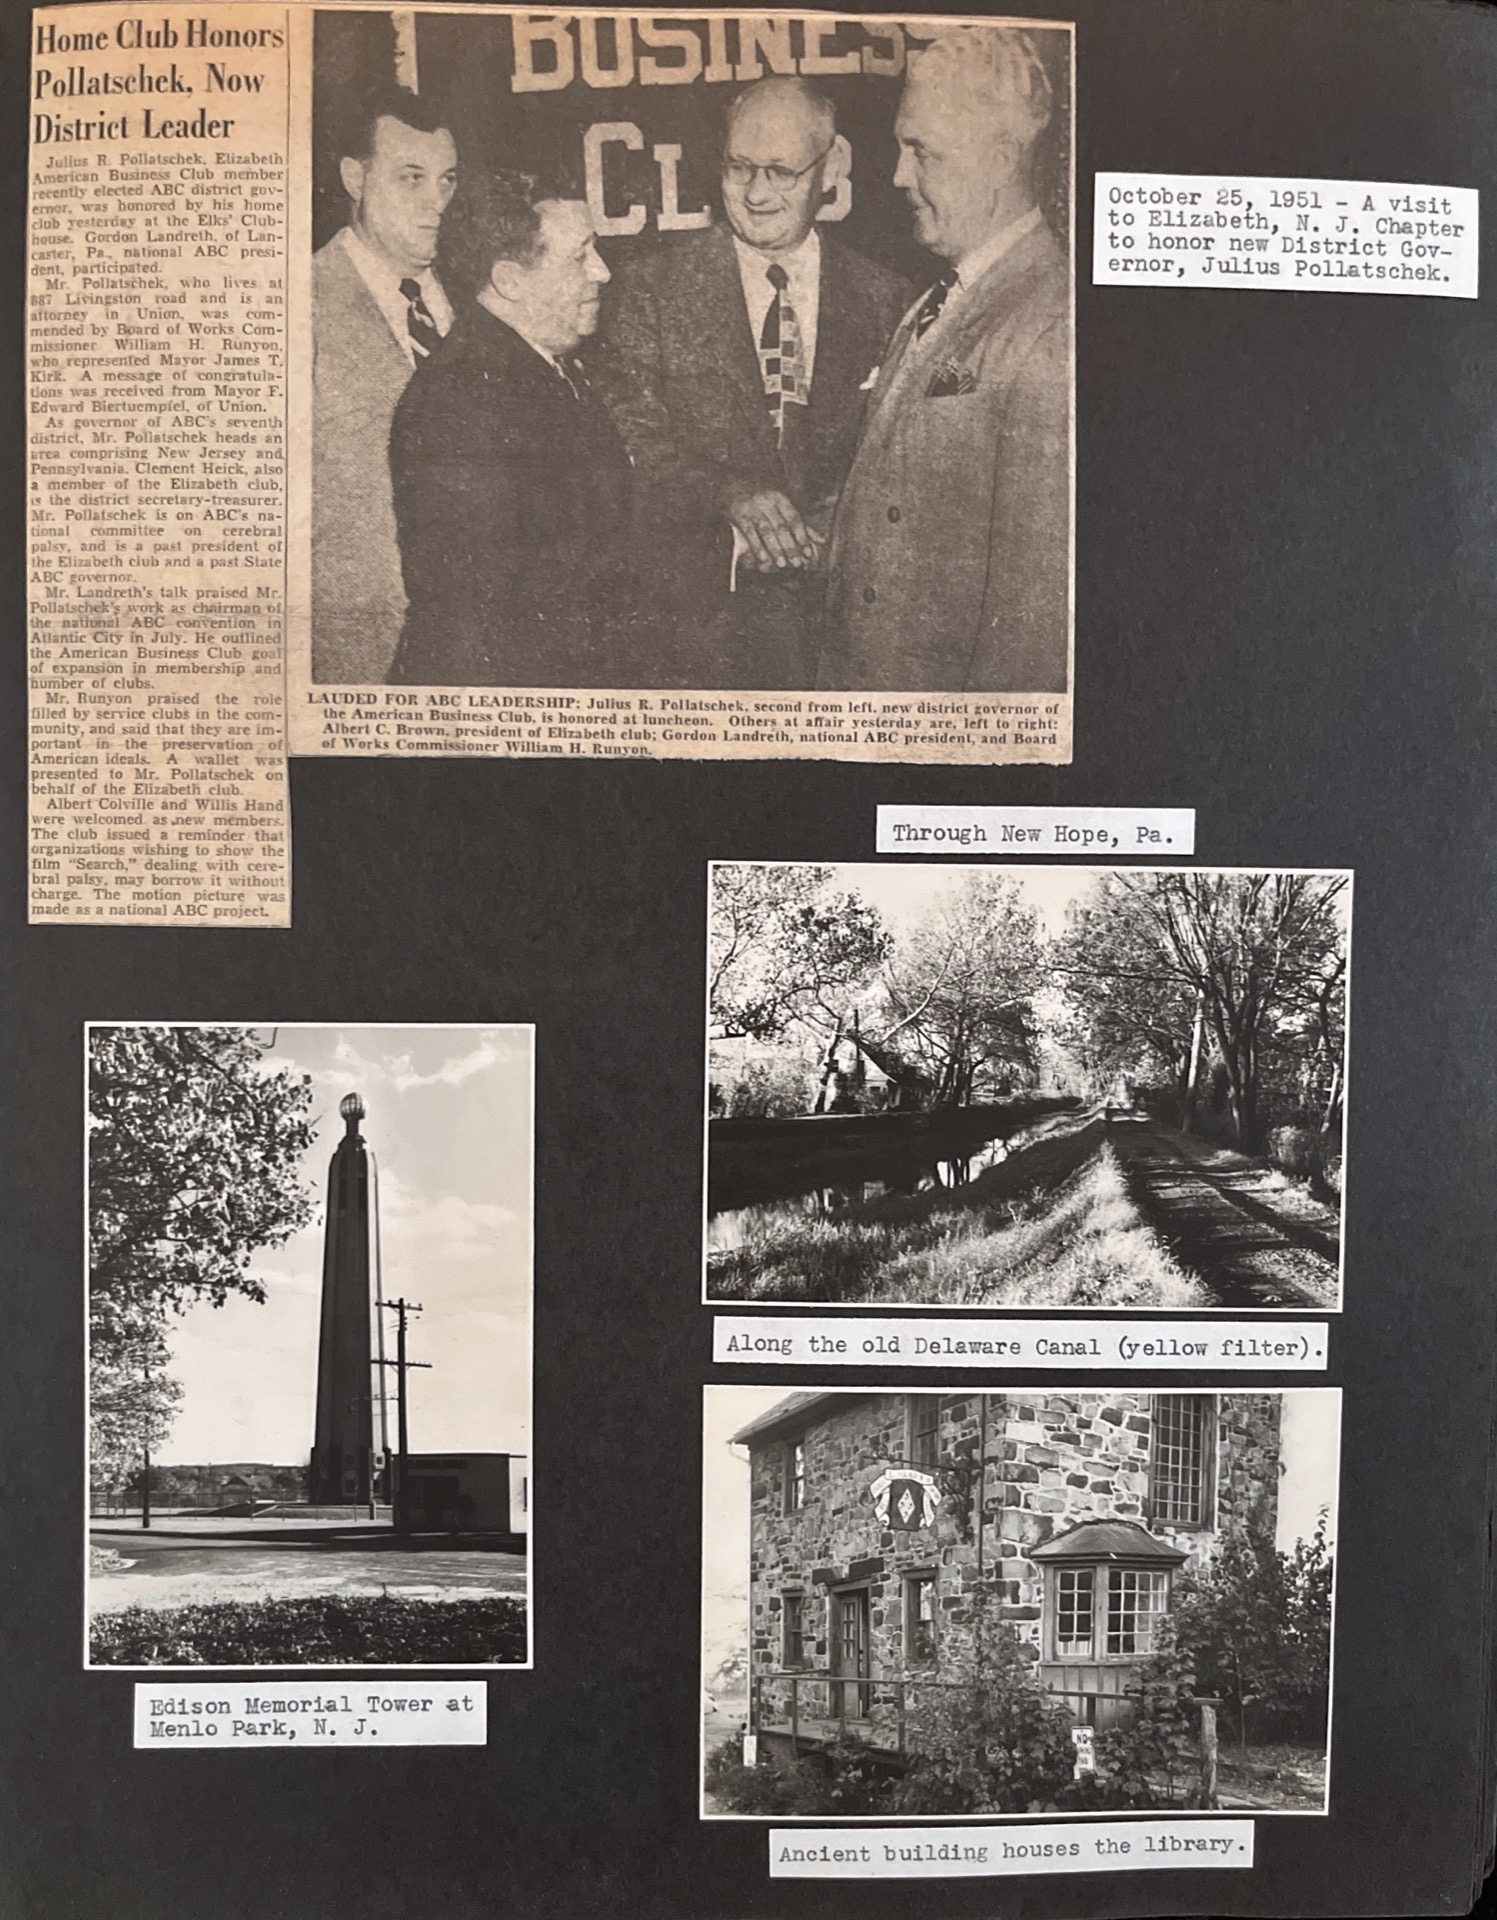 Home Club Honors
Pollatschek, Now
District Leader
Julius R. Pollatschek, Elizabeth
American Business Club member
recently elected ABC district gov-
ernor, was honored by his home
club yesterday at the Elks' Club-
house. Gordon Landreth, of Lan-
caster, Pa., national ABC presi-
dent, participated.
Mr. Pollatschek, who lives at
887 Livingston road and is an
attorney in Union, was com-
mended by Board of Works Com-
missioner William H. Runyon,
who represented Mayor James T.
Kirk. A message of congratula-
tions was received from Mayor F.
Edward Biertuempfel, of Union.
As governor of ABC's seventh
district, Mr. Pollatschek heads an
area comprising New Jersey and
Pennsylvania. Clement Heick, also
a member of the Elizabeth club,
is the district secretary-treasurer.
Mr. Pollatschek is on ABC's na-
tional committee on cerebral
palsy, and is a past president of
the Elizabeth club and a past State
ABC governor.
Mr. Landreth's talk praised Mr.
Pollatschek's work as chairman of
the national ABC convention in
Atlantic City in July. He outlined
the American Business Club goal
of expansion in membership and
number of clubs.
Mr. Runyon praised the role
filled by service clubs in the com-
munity, and said that they are im-
portant in the preservation of
American ideals. A wallet was
presented to Mr. Pollatschek on
behalf of the Elizabeth club.
Albert Colville and Willis Hand
were welcomed as new members.
The club issued a reminder that
organizations wishing to show the
film "Search," dealing with cere-
bral palsy, may borrow it without
charge. The motion picture was
made as a national ABC project.
BUSINESS
CLUB
LAUDED FOR ABC LEADERSHIP: Julius R. Pollatschek, second from left, new district governor of
the American Business Club, is honored at luncheon. Others at affair yesterday are, left to right:
Albert C. Brown, president of Elizabeth club; Gordon Landreth, national ABC president, and Board
of Works Commissioner William H. Runyon.
October 25, 1951 - A visit
to Elizabeth, N. J. Chapter
to honor new District Gov-
ernor, Julius Pollatschek.
Through New Hope, Pa.
Along the old Delaware Canal (yellow filter).
Edison Memorial Tower at
Menlo Park, N. J.
NO
Ancient building houses the library.